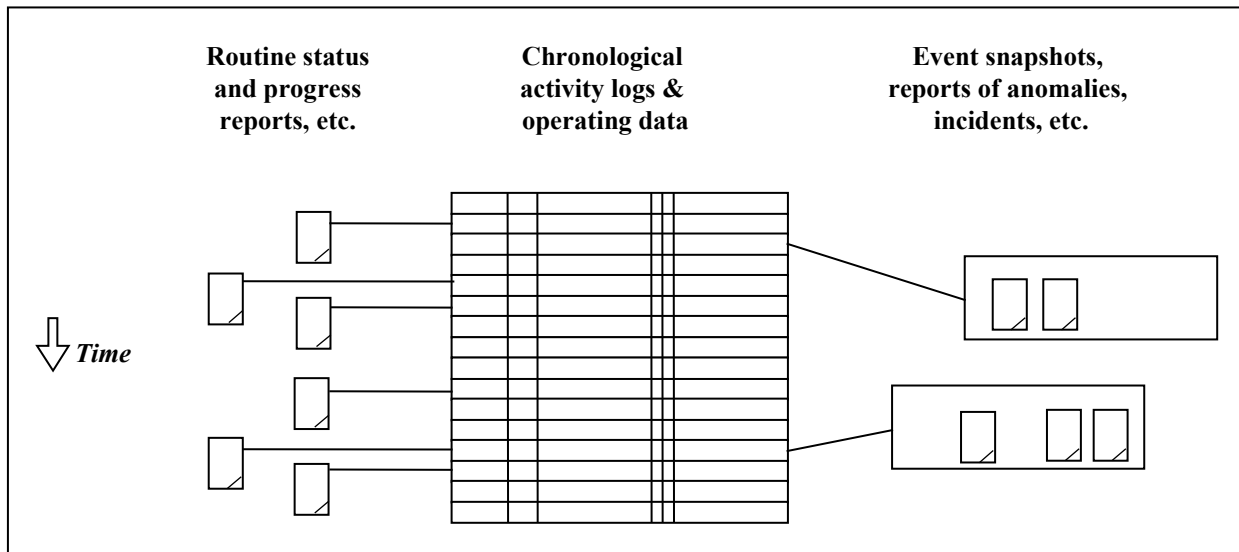 Routine status
and progress
reports, etc.
Chronological
activity logs &
operating data
Event snapshots,
reports of anomalies,
incidents, etc.
Time